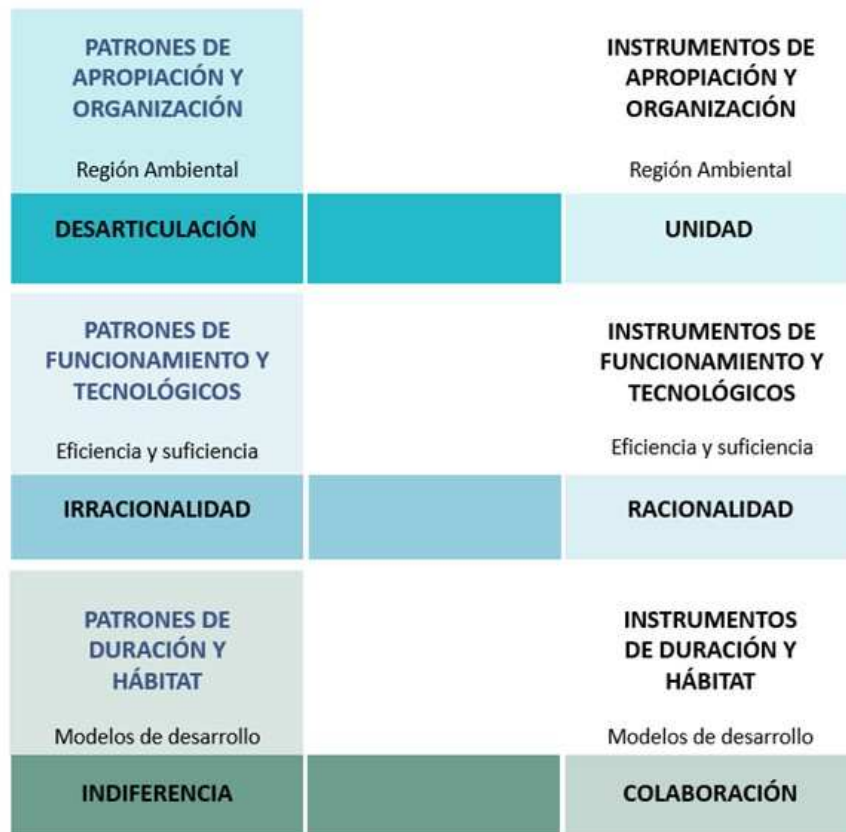 PATRONES DE
APROPIACIÓN Y
ORGANIZACIÓN
Región Ambiental
DESARTICULACIÓN
INSTRUMENTOS DE
APROPIACIÓN Y
ORGANIZACIÓN
Región Ambiental
UNIDAD
PATRONES DE
FUNCIONAMIENTO Y
TECNOLÓGICOS
Eficiencia y suficiencia
IRRACIONALIDAD
INSTRUMENTOS DE
FUNCIONAMIENTO Y
TECNOLÓGICOS
Eficiencia y suficiencia
RACIONALIDAD
PATRONES DE
DURACIÓN Y
HÁBITAT
Modelos de desarrollo
INDIFERENCIA
INSTRUMENTOS
DE DURACIÓN Y
HÁBITAT
Modelos de desarrollo
COLABORACIÓN